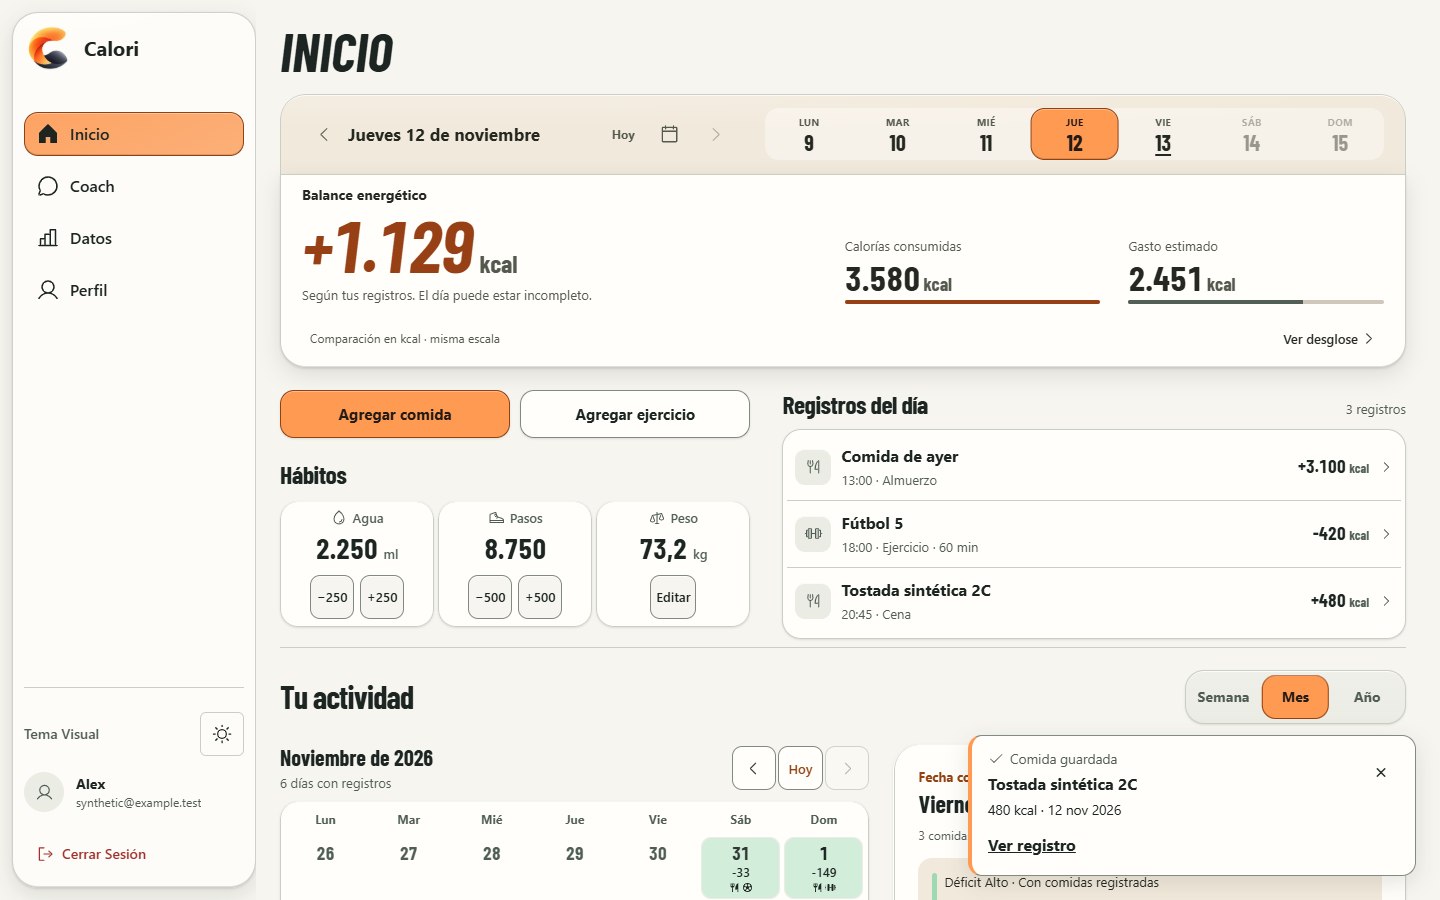 Calori
Inicio
Coach
Datos
Perfil
Tema Visual
Alex
synthetic@example.test
Cerrar Sesión
INICIO
Jueves 12 de noviembre
Hoy
LUN 9
MAR 10
MIÉ 11
JUE 12
VIE 13
SÁB 14
DOM 15
Balance energético
+1.129 kcal
Según tus registros. El día puede estar incompleto.
Calorías consumidas
3.580 kcal
Gasto estimado
2.451 kcal
Comparación en kcal · misma escala
Ver desglose
Agregar comida
Agregar ejercicio
Hábitos
Agua
2.250 ml
−250
+250
Pasos
8.750
−500
+500
Peso
73,2 kg
Editar
Registros del día
3 registros
Comida de ayer
13:00 · Almuerzo
+3.100 kcal
Fútbol 5
18:00 · Ejercicio · 60 min
-420 kcal
Tostada sintética 2C
20:45 · Cena
+480 kcal
Tu actividad
Semana
Mes
Año
Noviembre de 2026
6 días con registros
Hoy
Lun Mar Mié Jue Vie Sáb Dom
26 27 28 29 30 31 1
-33 -149
Fecha
Viern
3 comida
Déficit Alto · Con comidas registradas
Comida guardada
Tostada sintética 2C
480 kcal · 12 nov 2026
Ver registro